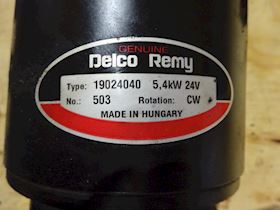 GENUINE
Delco Remy
Type: 19024040 5,4kW 24V
No.: 503 Rotation: CW
MADE IN HUNGARY